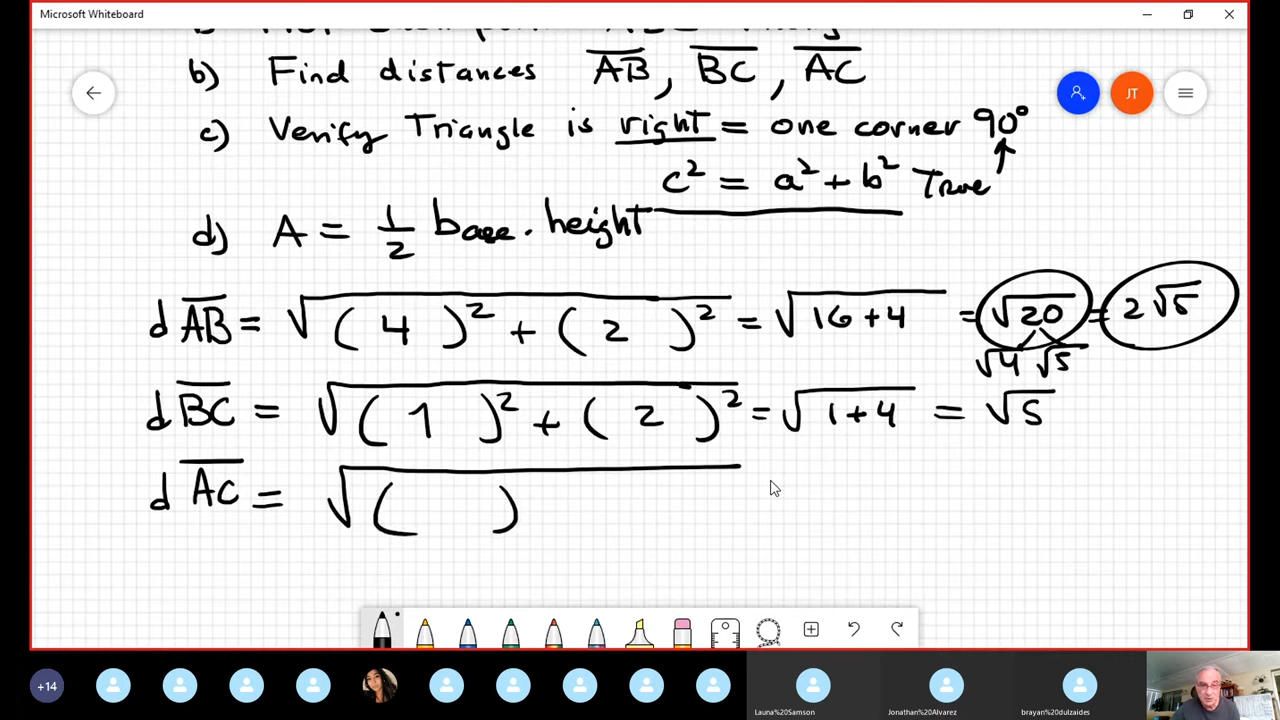 Microsoft Whiteboard
b) Find distances AB, BC, AC
c) Verify Triangle is right = one corner 90°
c² = a² + b² True
d) A = 1/2 base. height
JT
d AB = √(4)² + (2)² = √16+4 = √20 = 2√5
√4 √5
d BC = √(1)² + (2)² = √1+4 = √5
d AC = √( )
+14
Launa%20Samson
Jonathan%20Alvarez
brayan%20dulzaides